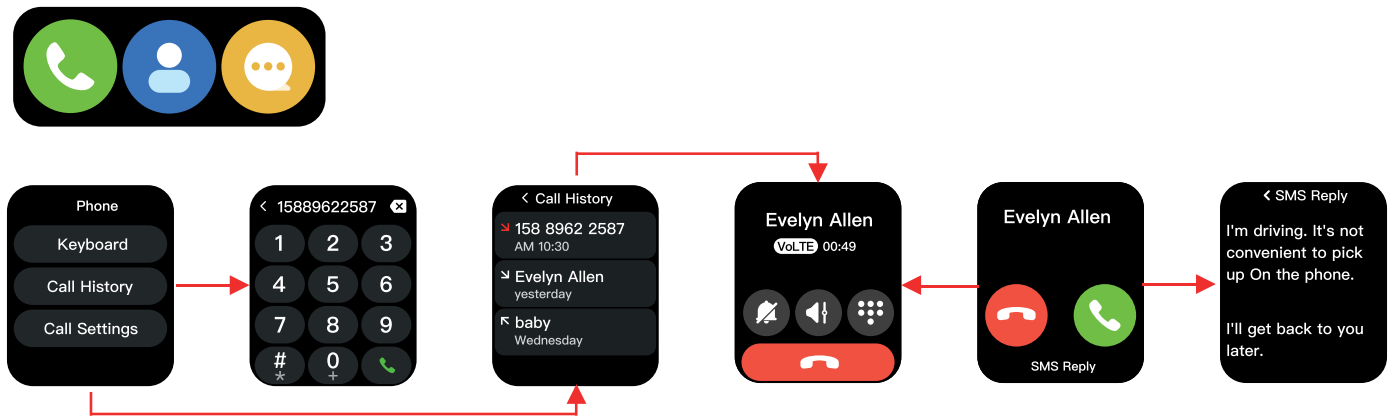 Phone
Keyboard
Call History
Call Settings
15889622587
1 2 3
4 5 6
7 8 9
# 0
* +
Call History
158 8962 2587
AM 10:30
Evelyn Allen
yesterday
baby
Wednesday
Evelyn Allen
VoLTE 00:49
Evelyn Allen
SMS Reply
SMS Reply
I'm driving. It's not
convenient to pick
up On the phone.
I'll get back to you
later.